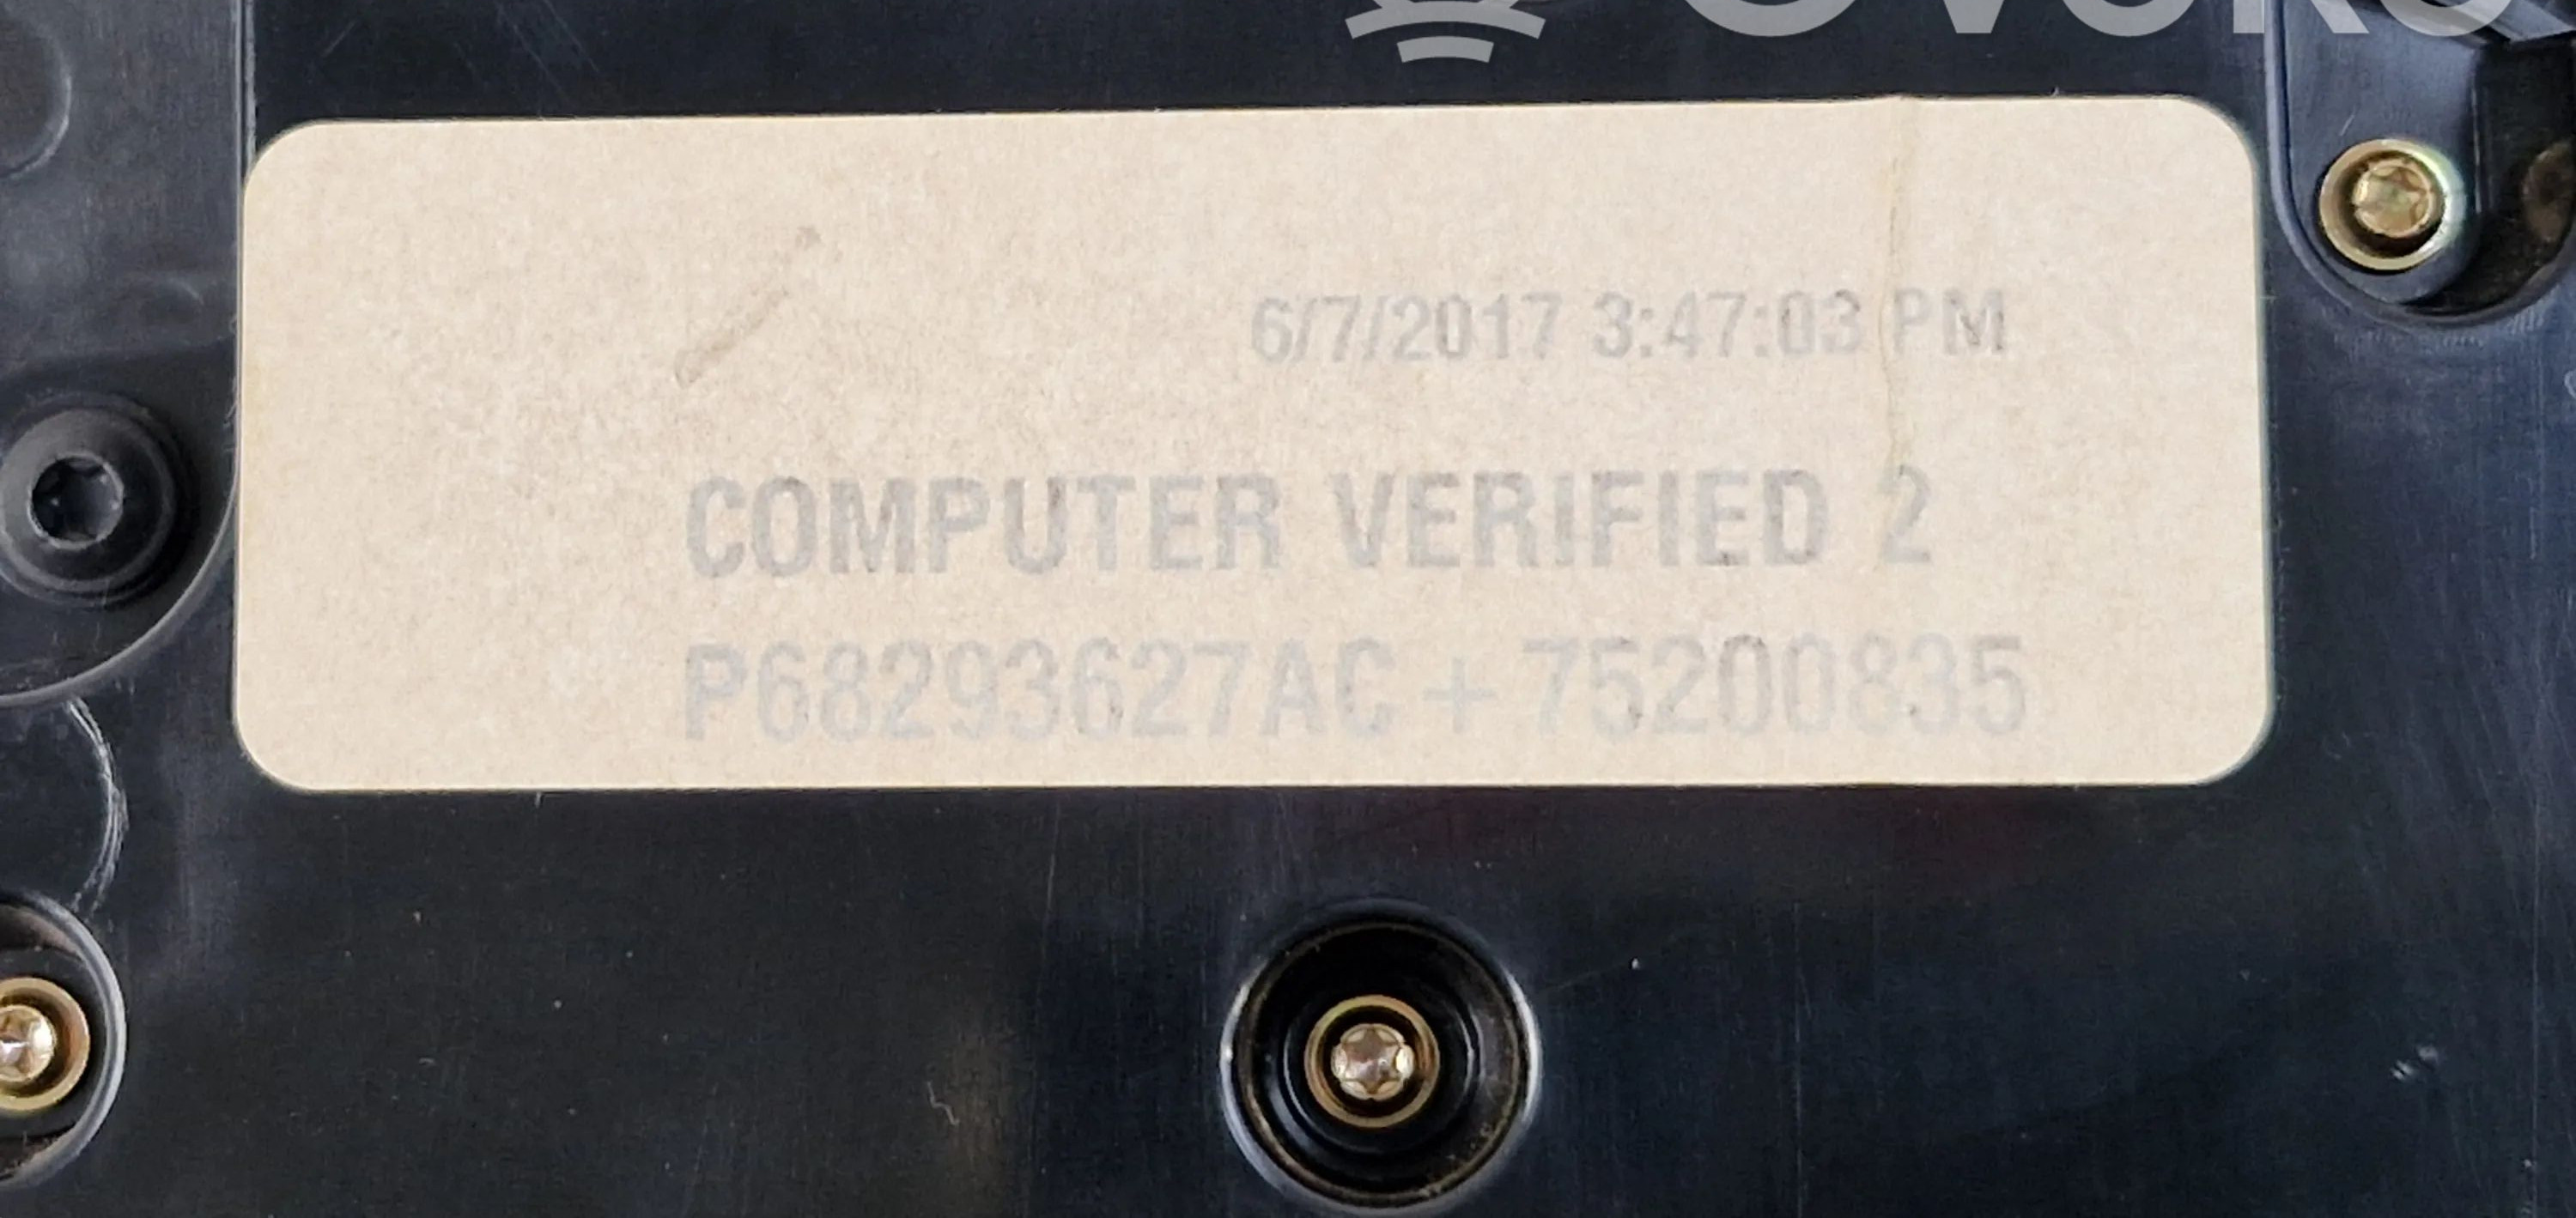 6/7/2017 3:47:03 PM
COMPUTER VERIFIED 2
P68293627AC + 75200835